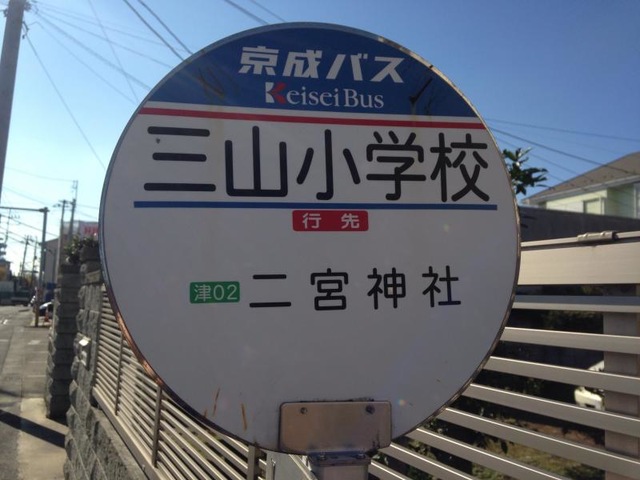 京成バス
KeiseiBus
三山小学校
行先
津02 二宮神社